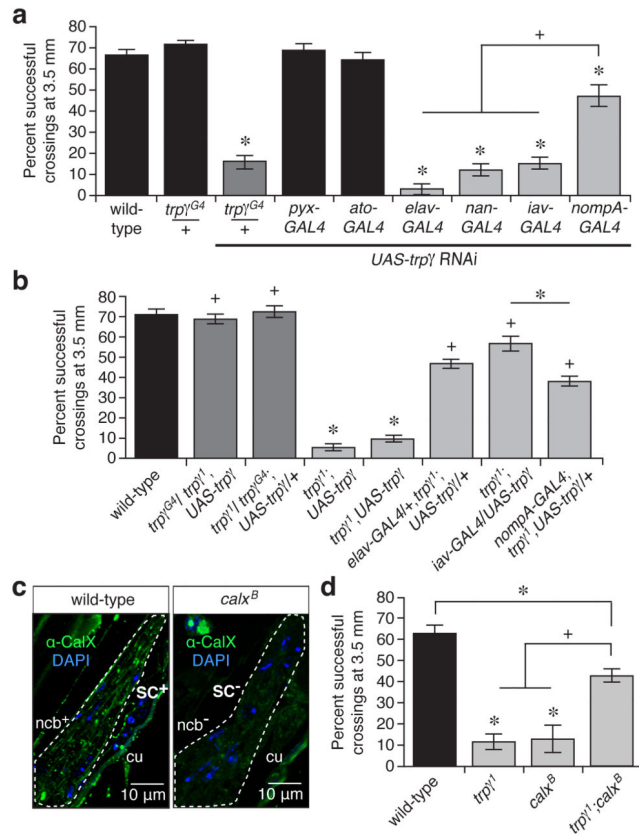 a
Percent successful
crossings at 3.5 mm
80
70
60
50
40
30
20
10
0
*
*
*
*
*
+
wild-
type
trpγG4
+
trpγG4
+
pyx-
GAL4
ato-
GAL4
elav-
GAL4
nan-
GAL4
iav-
GAL4
nompA-
GAL4
UAS-trpγ RNAi
b
Percent successful
crossings at 3.5 mm
100
90
80
70
60
50
40
30
20
10
0
+
+
*
*
+
+
*
+
wild-type
trpγG4/ trpγ1;
UAS-trpγ
trpγ1/ trpγG4;
UAS-trpγ/+
trpγ1;
UAS-trpγ
trpγ1, UAS-trpγ
elav-GAL4/+,trpγ1;
UAS-trpγ/+
trpγ1;
iav-GAL4/UAS-trpγ
nompA-GAL4;
trpγ1, UAS-trpγ/+
c
wild-type
calxB
α-CalX
DAPI
SC+
ncb+
cu
10 μm
α-CalX
DAPI
SC-
ncb-
cu
10 μm
d
Percent successful
crossings at 3.5 mm
80
70
60
50
40
30
20
10
0
*
+
*
*
wild-type
trpγ1
calxB
trpγ1;calxB